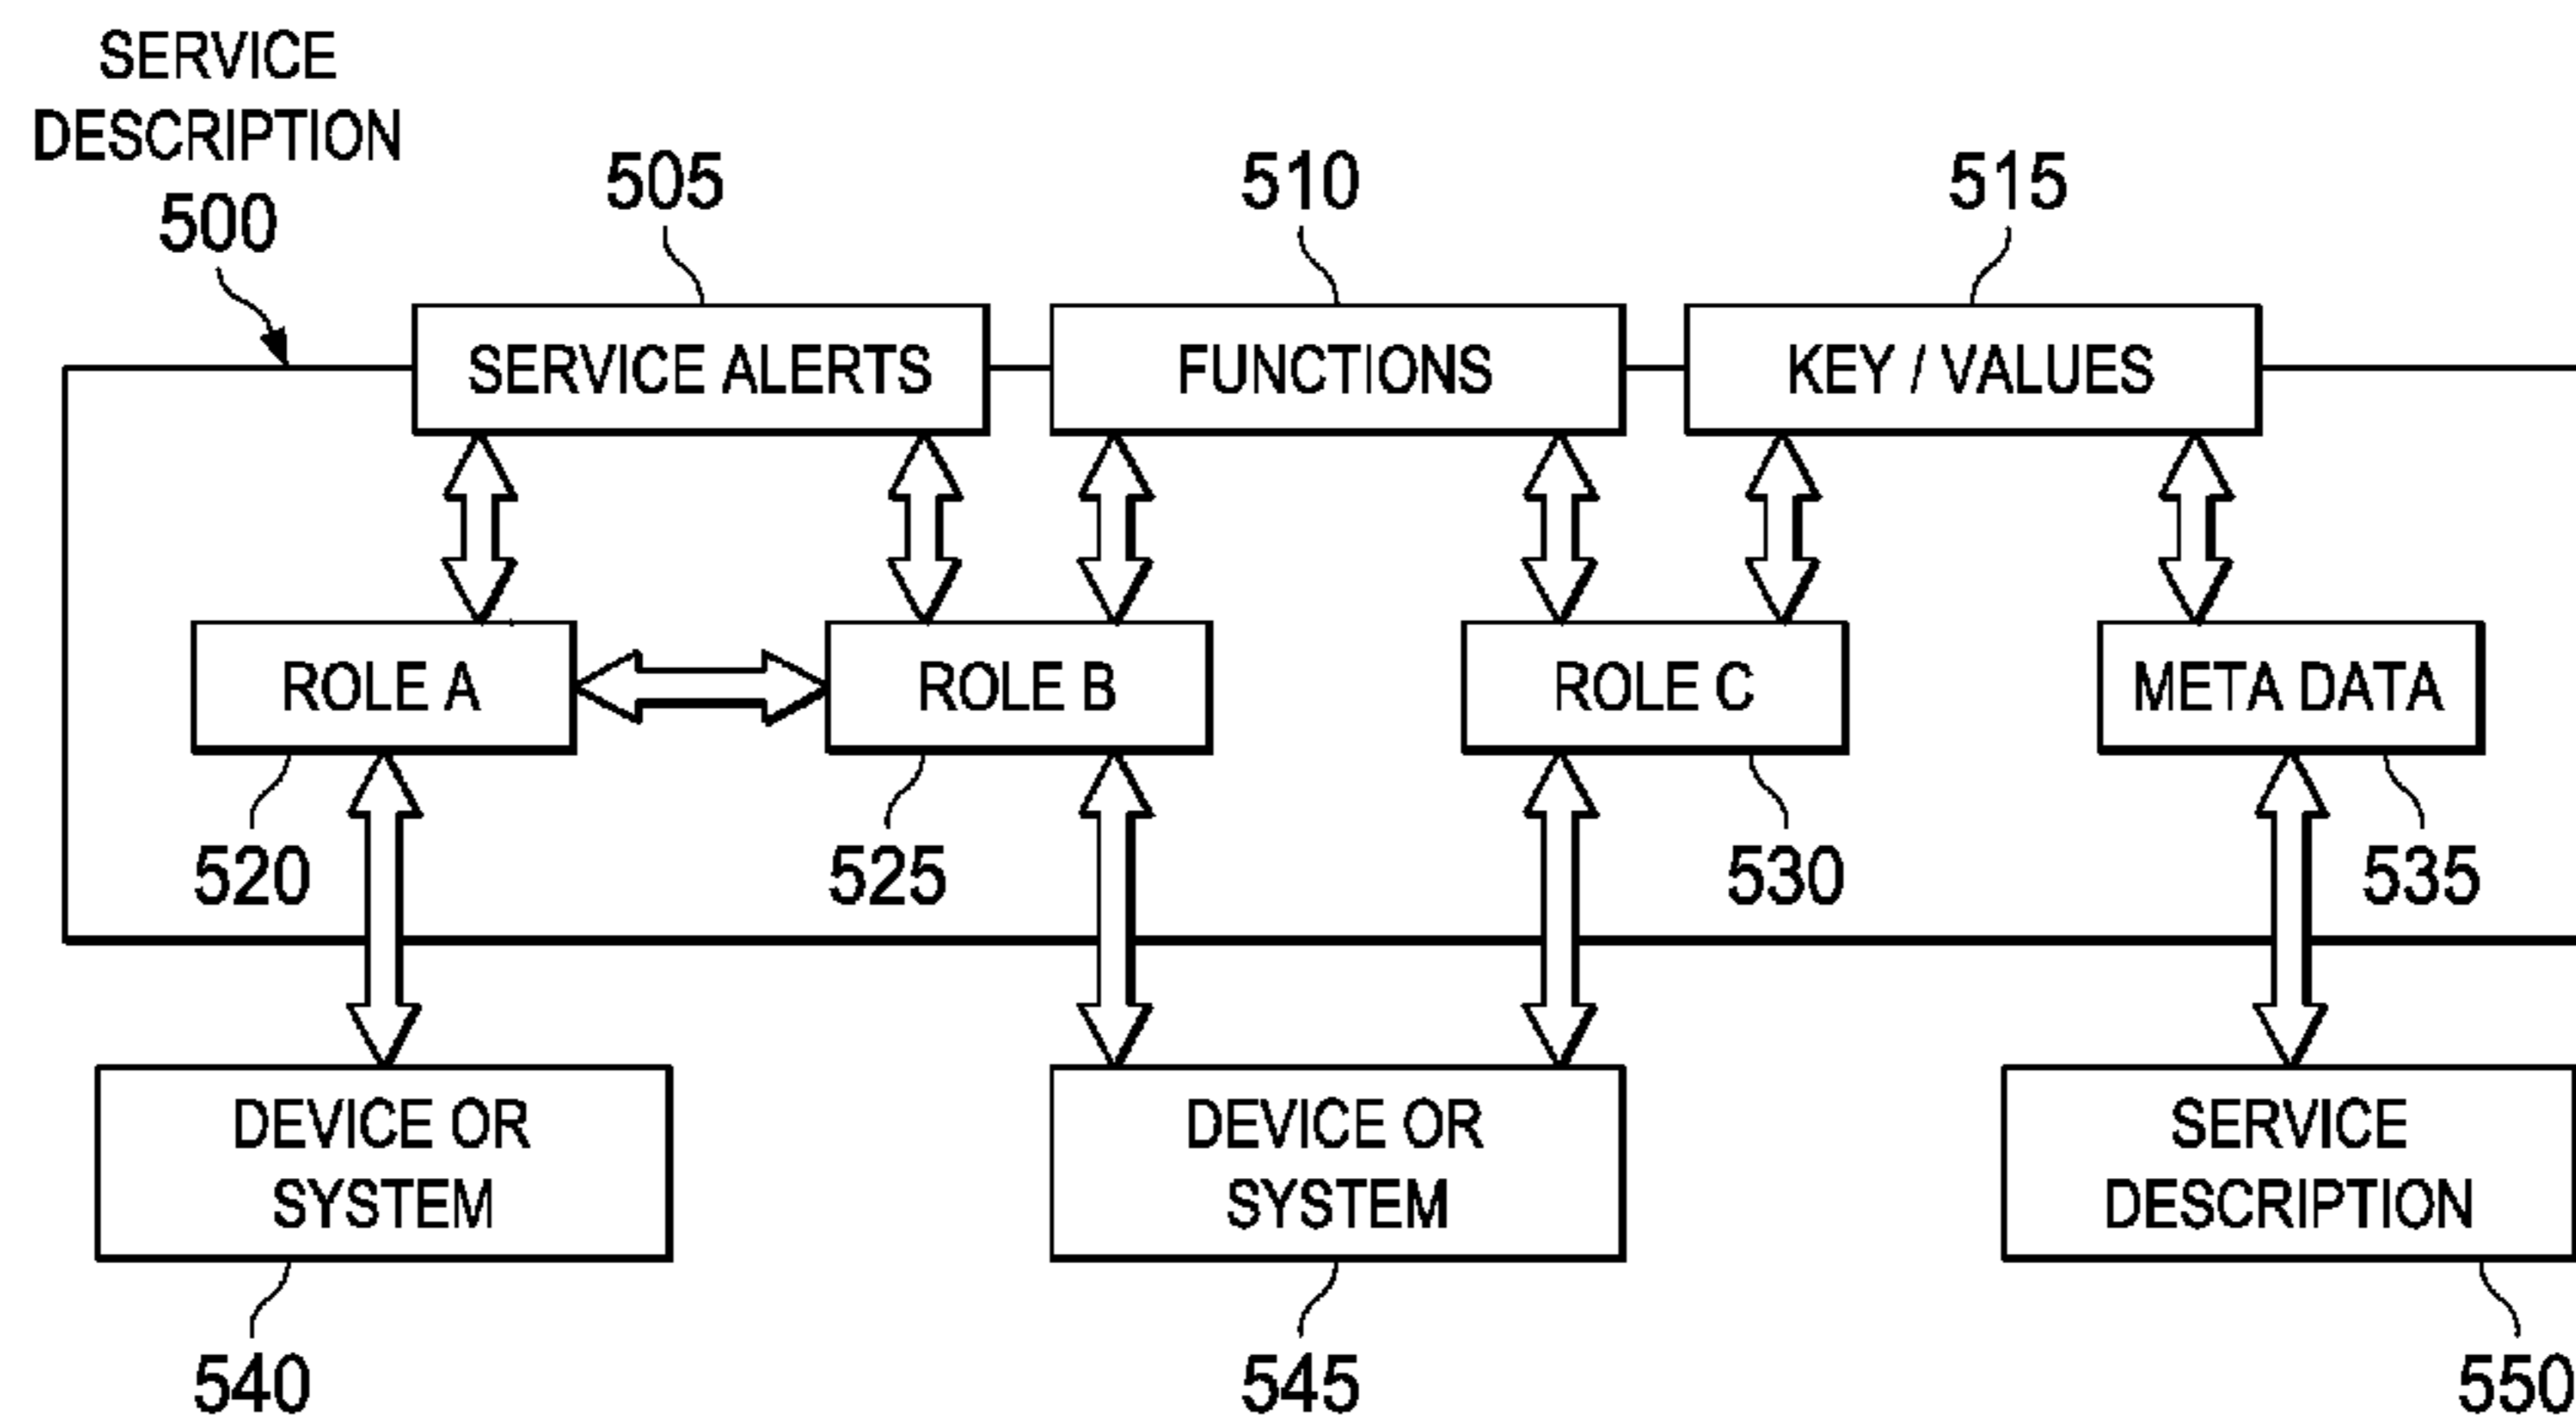 SERVICE
DESCRIPTION
500
505
510
515
SERVICE ALERTS
FUNCTIONS
KEY / VALUES
ROLE A
ROLE B
ROLE C
META DATA
520
525
530
535
DEVICE OR
SYSTEM
DEVICE OR
SYSTEM
SERVICE
DESCRIPTION
540
545
550